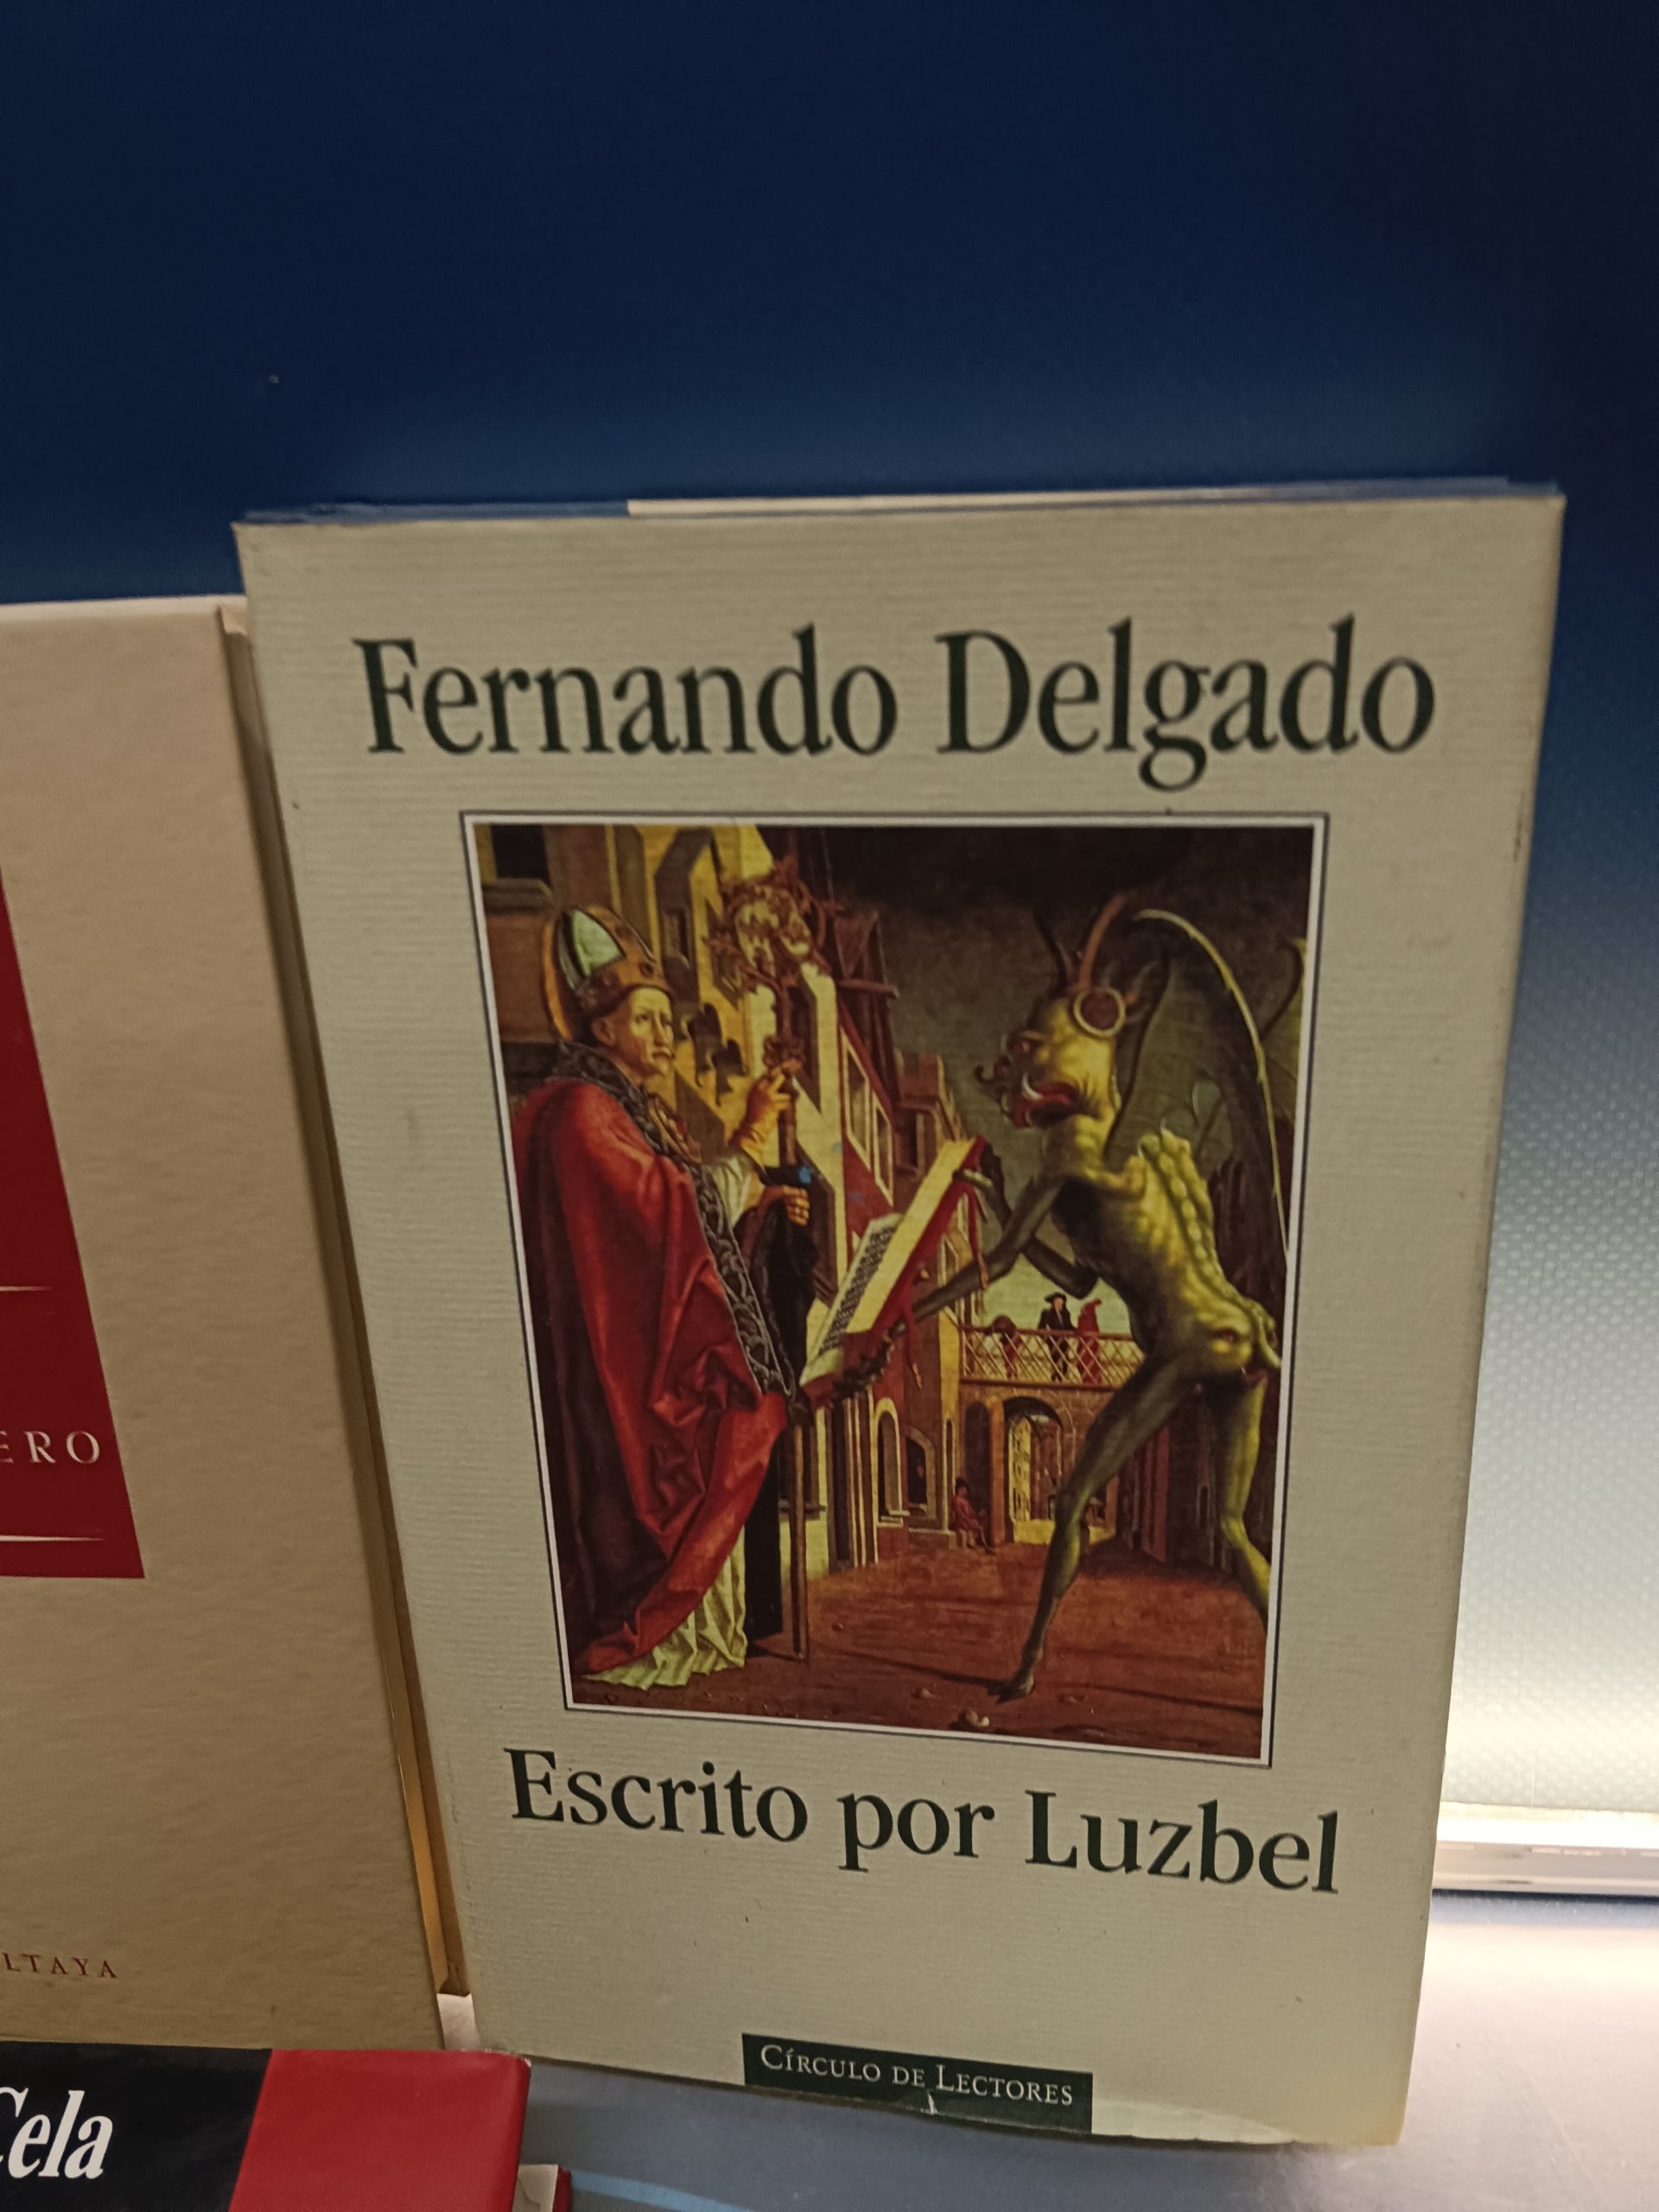 Fernando Delgado
Escrito por Luzbel
CÍRCULO DE LECTORES
ERO
LTAYA
Cela